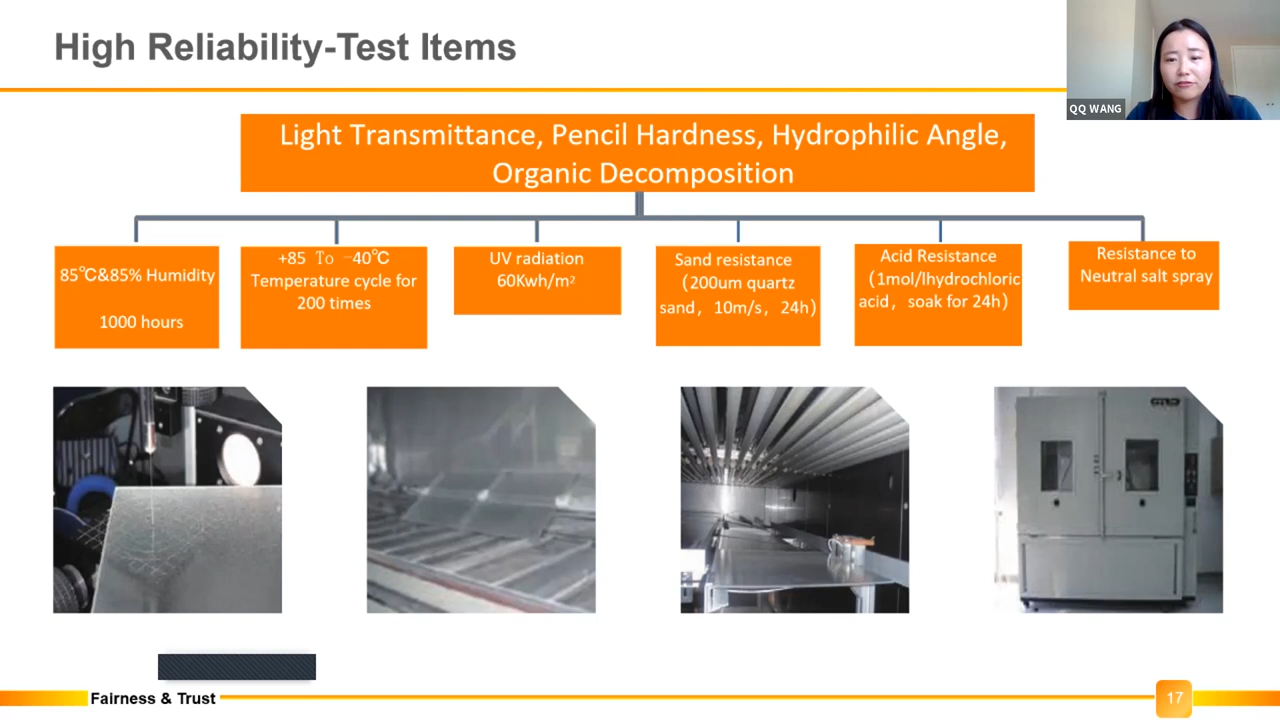 High Reliability-Test Items
QQ WANG
Light Transmittance, Pencil Hardness, Hydrophilic Angle,
Organic Decomposition
85℃&85% Humidity
1000 hours
+85 To -40℃
Temperature cycle for
200 times
UV radiation
60Kwh/m²
Sand resistance
（200um quartz
sand，10m/s，24h）
Acid Resistance
（1mol/lhydrochloric
acid，soak for 24h）
Resistance to
Neutral salt spray
Fairness & Trust
17